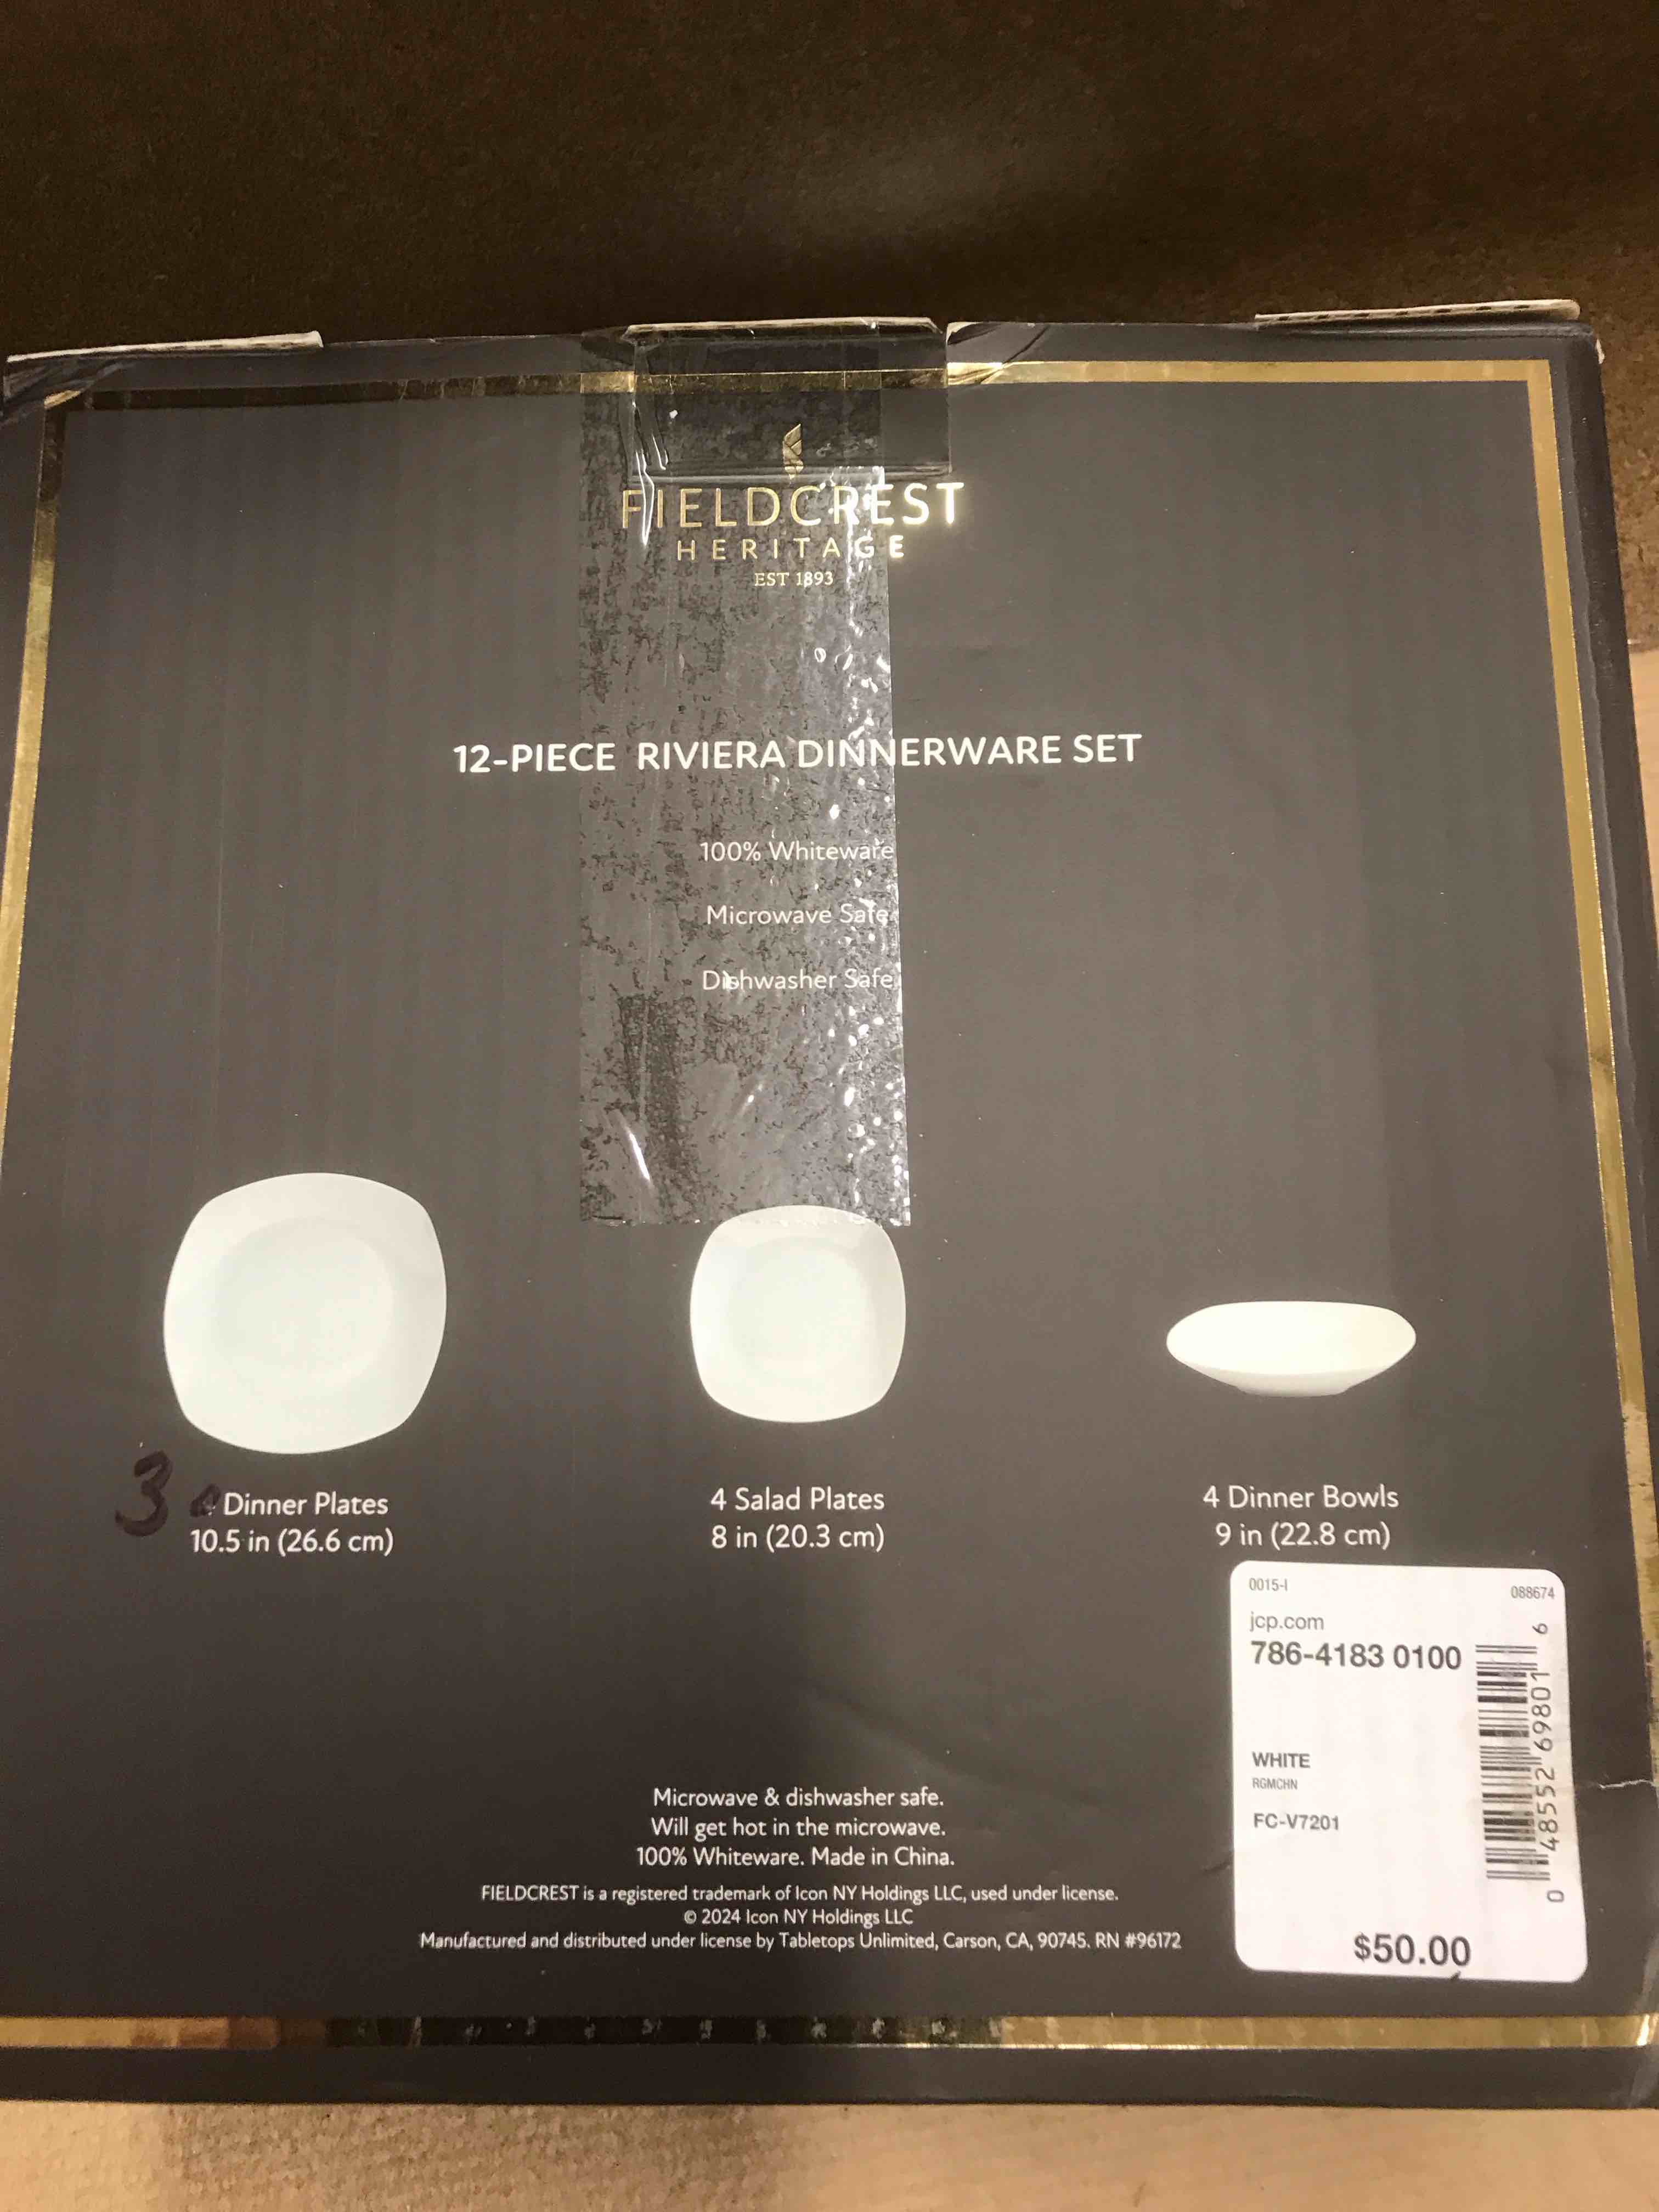 FIELDCREST
HERITAGE
EST 1893
12-PIECE RIVIERA DINNERWARE SET
100% Whiteware
Microwave Safe
Dishwasher Safe
3 4 Dinner Plates
10.5 in (26.6 cm)
4 Salad Plates
8 in (20.3 cm)
4 Dinner Bowls
9 in (22.8 cm)
0015-I 088674
jcp.com
786-4183 0100
WHITE
RGMCHN
FC-V7201
0 48552 69801 6
$50.00
Microwave & dishwasher safe.
Will get hot in the microwave.
100% Whiteware. Made in China.
FIELDCREST is a registered trademark of Icon NY Holdings LLC, used under license.
© 2024 Icon NY Holdings LLC
Manufactured and distributed under license by Tabletops Unlimited, Carson, CA, 90745. RN #96172